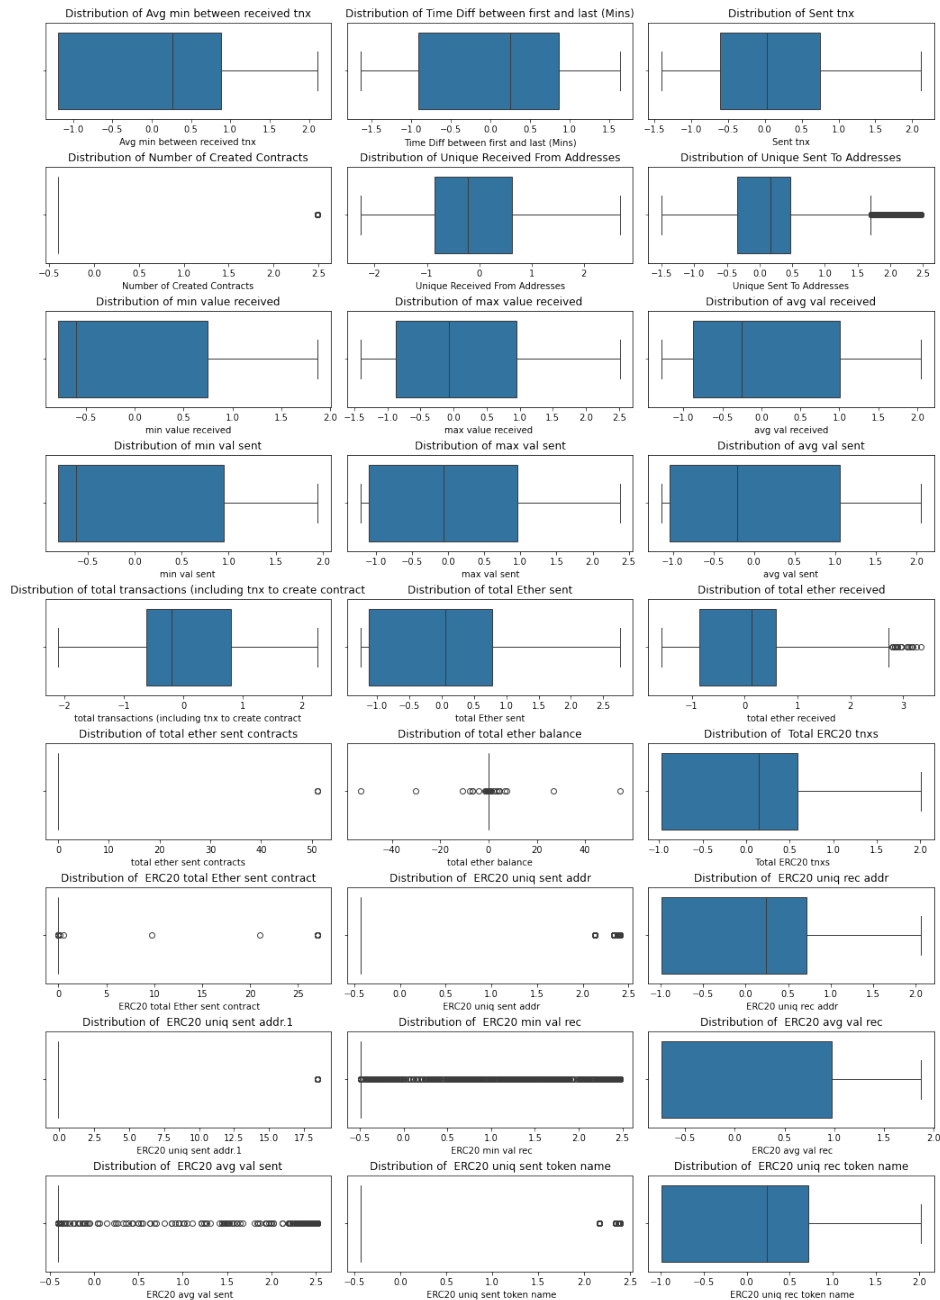 Distribution of Avg min between received tnx
−1.0 −0.5 0.0 0.5 1.0 1.5 2.0
Avg min between received tnx
Distribution of Time Diff between first and last (Mins)
−1.5 −1.0 −0.5 0.0 0.5 1.0 1.5
Time Diff between first and last (Mins)
Distribution of Sent tnx
−1.5 −1.0 −0.5 0.0 0.5 1.0 1.5 2.0
Sent tnx
Distribution of Number of Created Contracts
−0.5 0.0 0.5 1.0 1.5 2.0 2.5
Number of Created Contracts
Distribution of Unique Received From Addresses
−2 −1 0 1 2
Unique Received From Addresses
Distribution of Unique Sent To Addresses
−1.5 −1.0 −0.5 0.0 0.5 1.0 1.5 2.0 2.5
Unique Sent To Addresses
Distribution of min value received
−0.5 0.0 0.5 1.0 1.5 2.0
min value received
Distribution of max value received
−1.5 −1.0 −0.5 0.0 0.5 1.0 1.5 2.0 2.5
max value received
Distribution of avg val received
−1.0 −0.5 0.0 0.5 1.0 1.5 2.0
avg val received
Distribution of min val sent
−0.5 0.0 0.5 1.0 1.5 2.0
min val sent
Distribution of max val sent
−1.0 −0.5 0.0 0.5 1.0 1.5 2.0 2.5
max val sent
Distribution of avg val sent
−1.0 −0.5 0.0 0.5 1.0 1.5 2.0
avg val sent
Distribution of total transactions (including tnx to create contract
−2 −1 0 1 2
total transactions (including tnx to create contract
Distribution of total Ether sent
−1.0 −0.5 0.0 0.5 1.0 1.5 2.0 2.5
total Ether sent
Distribution of total ether received
−1 0 1 2 3
total ether received
Distribution of total ether sent contracts
0 10 20 30 40 50
total ether sent contracts
Distribution of total ether balance
−40 −20 0 20 40
total ether balance
Distribution of  Total ERC20 tnxs
−1.0 −0.5 0.0 0.5 1.0 1.5 2.0
Total ERC20 tnxs
Distribution of  ERC20 total Ether sent contract
0 5 10 15 20 25
ERC20 total Ether sent contract
Distribution of  ERC20 uniq sent addr
−0.5 0.0 0.5 1.0 1.5 2.0 2.5
ERC20 uniq sent addr
Distribution of  ERC20 uniq rec addr
−1.0 −0.5 0.0 0.5 1.0 1.5 2.0
ERC20 uniq rec addr
Distribution of  ERC20 uniq sent addr.1
0.0 2.5 5.0 7.5 10.0 12.5 15.0 17.5
ERC20 uniq sent addr.1
Distribution of  ERC20 min val rec
−0.5 0.0 0.5 1.0 1.5 2.0 2.5
ERC20 min val rec
Distribution of  ERC20 avg val rec
−0.5 0.0 0.5 1.0 1.5 2.0
ERC20 avg val rec
Distribution of  ERC20 avg val sent
−0.5 0.0 0.5 1.0 1.5 2.0 2.5
ERC20 avg val sent
Distribution of  ERC20 uniq sent token name
−0.5 0.0 0.5 1.0 1.5 2.0 2.5
ERC20 uniq sent token name
Distribution of  ERC20 uniq rec token name
−1.0 −0.5 0.0 0.5 1.0 1.5 2.0
ERC20 uniq rec token name